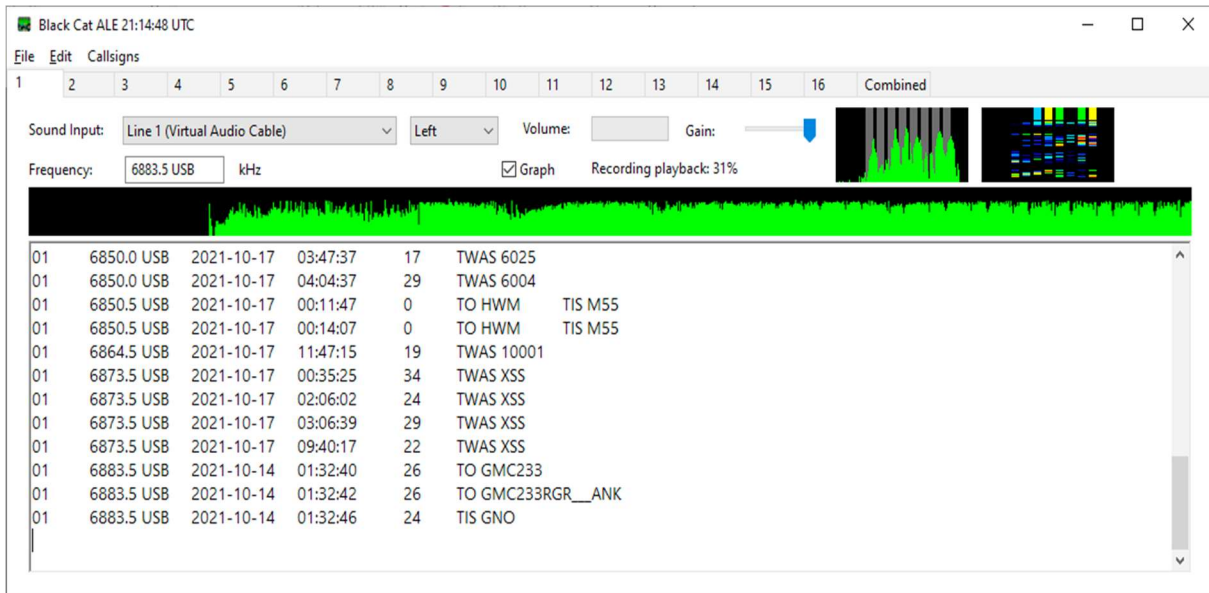 Black Cat ALE 21:14:48 UTC
File Edit Callsigns
1 2 3 4 5 6 7 8 9 10 11 12 13 14 15 16 Combined
Sound Input: Line 1 (Virtual Audio Cable) Left Volume: Gain:
Frequency: 6883.5 USB kHz Graph Recording playback: 31%
01 6850.0 USB 2021-10-17 03:47:37 17 TWAS 6025
01 6850.0 USB 2021-10-17 04:04:37 29 TWAS 6004
01 6850.5 USB 2021-10-17 00:11:47 0 TO HWM TIS M55
01 6850.5 USB 2021-10-17 00:14:07 0 TO HWM TIS M55
01 6864.5 USB 2021-10-17 11:47:15 19 TWAS 10001
01 6873.5 USB 2021-10-17 00:35:25 34 TWAS XSS
01 6873.5 USB 2021-10-17 02:06:02 24 TWAS XSS
01 6873.5 USB 2021-10-17 03:06:39 29 TWAS XSS
01 6873.5 USB 2021-10-17 09:40:17 22 TWAS XSS
01 6883.5 USB 2021-10-14 01:32:40 26 TO GMC233
01 6883.5 USB 2021-10-14 01:32:42 26 TO GMC233RGR___ANK
01 6883.5 USB 2021-10-14 01:32:46 24 TIS GNO